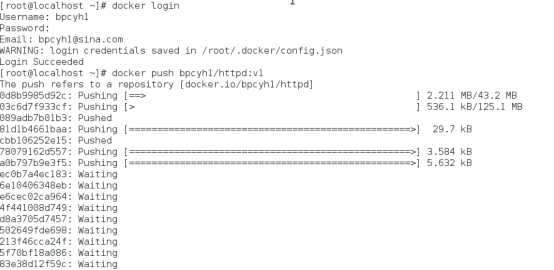 [root@localhost ~]# docker login
Username: bpcyhl
Password:
Email: bpcyhl@sina.com
WARNING: login credentials saved in /root/.docker/config.json
Login Succeeded
[root@localhost ~]# docker push bpcyhl/httpd:v1
The push refers to a repository [docker.io/bpcyhl/httpd]
0d8b9985d92c: Pushing [==> ] 2.211 MB/43.2 MB
03c6d7f933cf: Pushing [> ] 536.1 kB/125.1 MB
089adb7b01b3: Pushed
81d1b4661baa: Pushing [==================================================>] 29.7 kB
cbb106252e15: Pushed
78079162d557: Pushing [==================================================>] 3.584 kB
a0b797b9e3f5: Pushing [==================================================>] 5.632 kB
ec0b7a4ec183: Waiting
6e10406348eb: Waiting
e6cec02ca964: Waiting
4f441008d749: Waiting
d8a3705d7457: Waiting
502649fde698: Waiting
213f46cca24f: Waiting
5f70bf18a086: Waiting
83e38d12f59c: Waiting